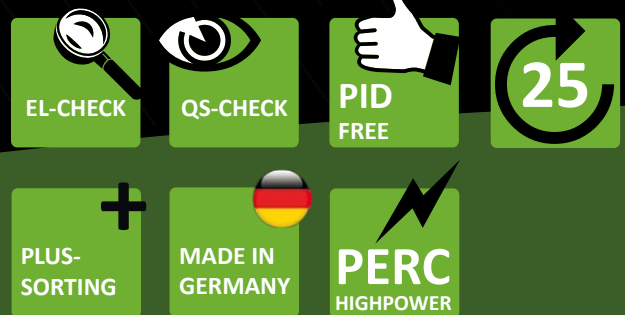 EL-CHECK
QS-CHECK
PID
FREE
25
PLUS-
SORTING
MADE IN
GERMANY
PERC
HIGHPOWER